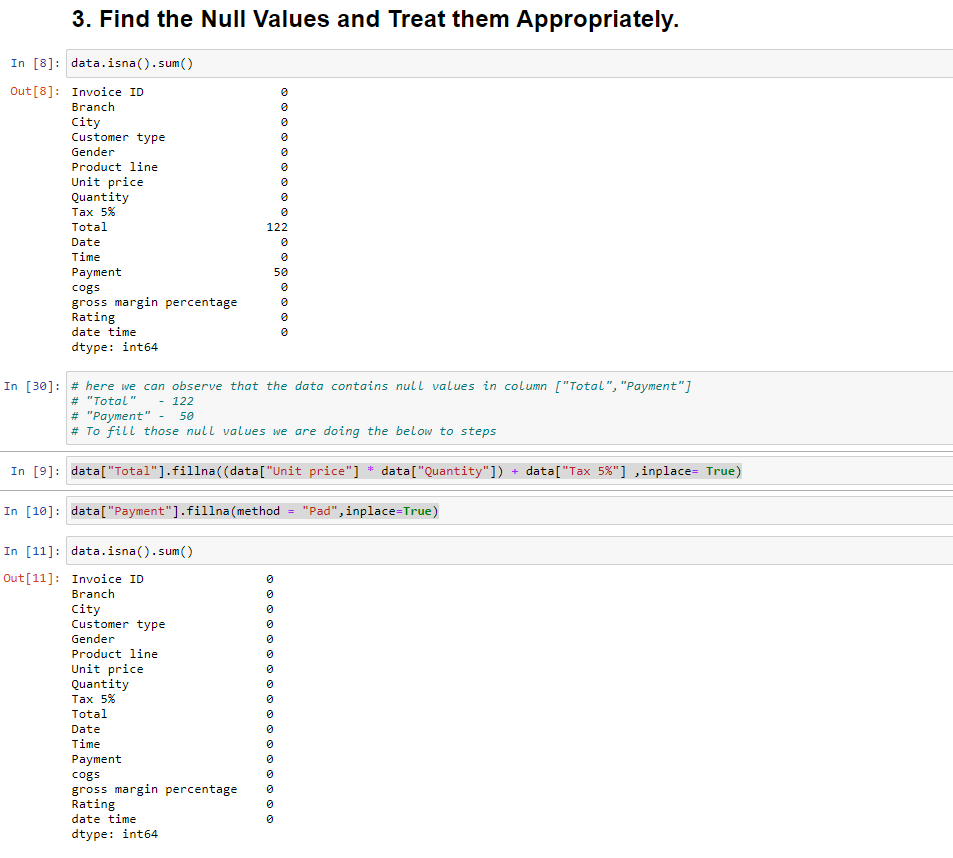 3. Find the Null Values and Treat them Appropriately.
In [8]: data.isna().sum()
Out[8]: Invoice ID 0
Branch 0
City 0
Customer type 0
Gender 0
Product line 0
Unit price 0
Quantity 0
Tax 5% 0
Total 122
Date 0
Time 0
Payment 50
cogs 0
gross margin percentage 0
Rating 0
date time 0
dtype: int64
In [30]: # here we can observe that the data contains null values in column ["Total","Payment"]
# "Total" - 122
# "Payment" - 50
# To fill those null values we are doing the below to steps
In [9]: data["Total"].fillna((data["Unit price"] * data["Quantity"]) + data["Tax 5%"] ,inplace= True)
In [10]: data["Payment"].fillna(method = "Pad",inplace=True)
In [11]: data.isna().sum()
Out[11]: Invoice ID 0
Branch 0
City 0
Customer type 0
Gender 0
Product line 0
Unit price 0
Quantity 0
Tax 5% 0
Total 0
Date 0
Time 0
Payment 0
cogs 0
gross margin percentage 0
Rating 0
date time 0
dtype: int64